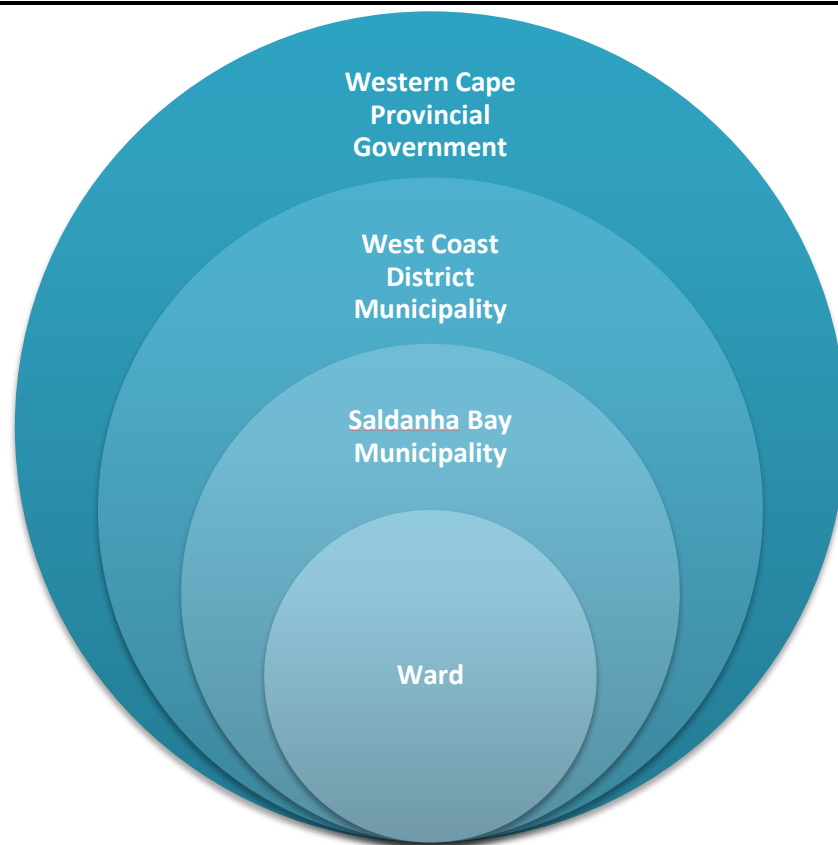 Western Cape
Provincial
Government
West Coast
District
Municipality
Saldanha Bay
Municipality
Ward